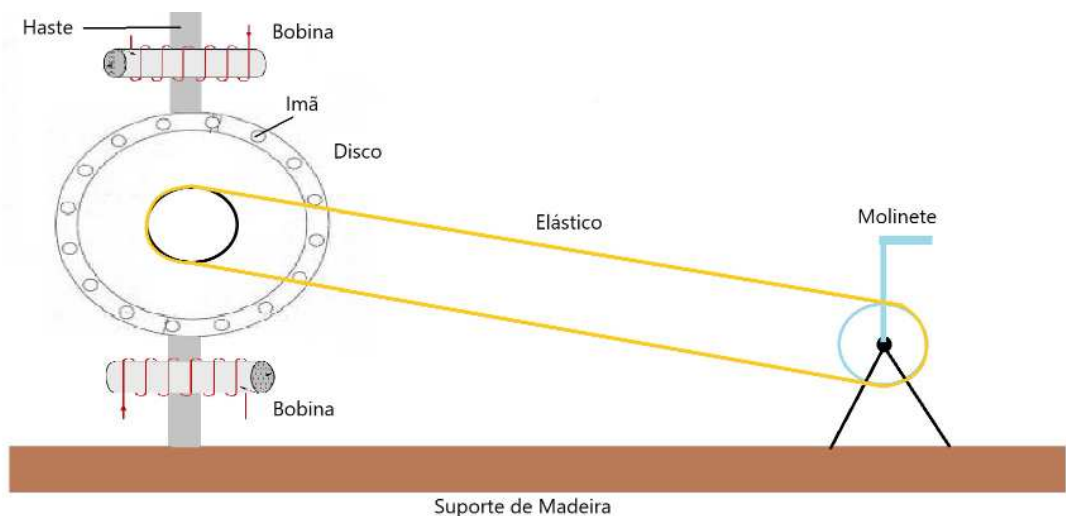 Haste
Bobina
Imã
Disco
Elástico
Molinete
Bobina
Suporte de Madeira